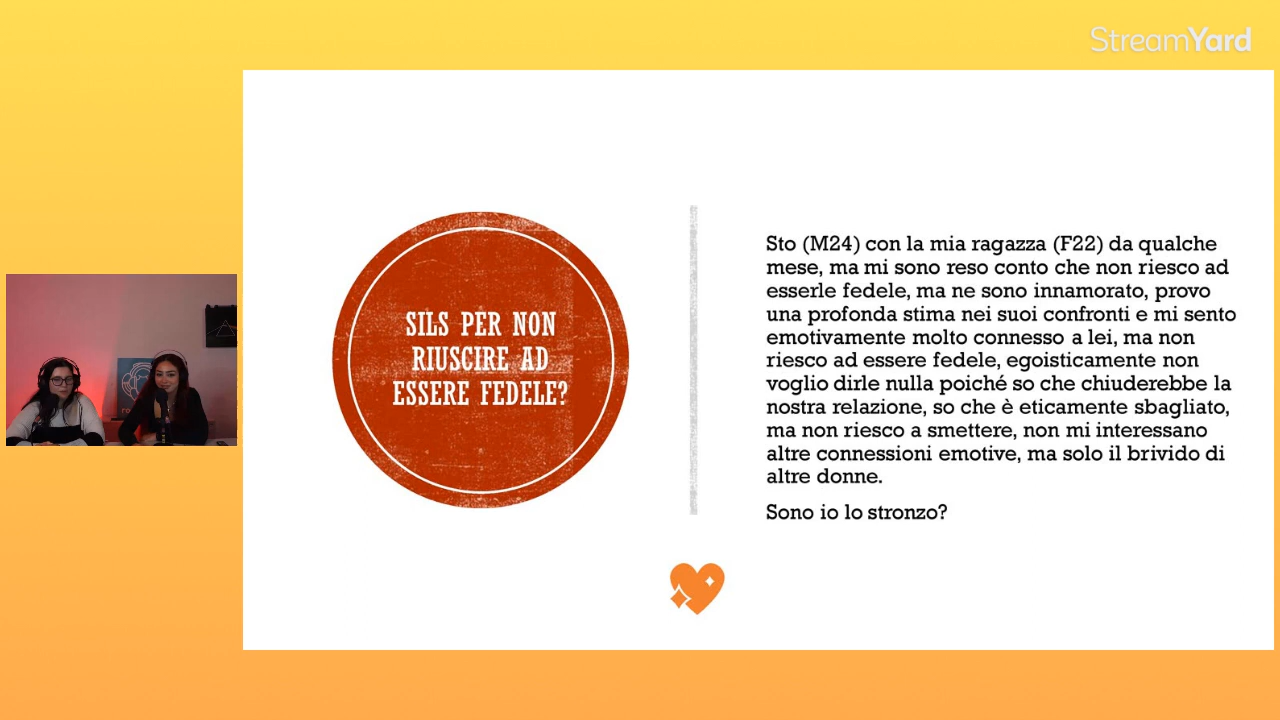 StreamYard
SILS PER NON
RIUSCIRE AD
ESSERE FEDELE?
Sto (M24) con la mia ragazza (F22) da qualche
mese, ma mi sono reso conto che non riesco ad
esserle fedele, ma ne sono innamorato, provo
una profonda stima nei suoi confronti e mi sento
emotivamente molto connesso a lei, ma non
riesco ad essere fedele, egoisticamente non
voglio dirle nulla poiché so che chiuderebbe la
nostra relazione, so che è eticamente sbagliato,
ma non riesco a smettere, non mi interessano
altre connessioni emotive, ma solo il brivido di
altre donne.
Sono io lo stronzo?